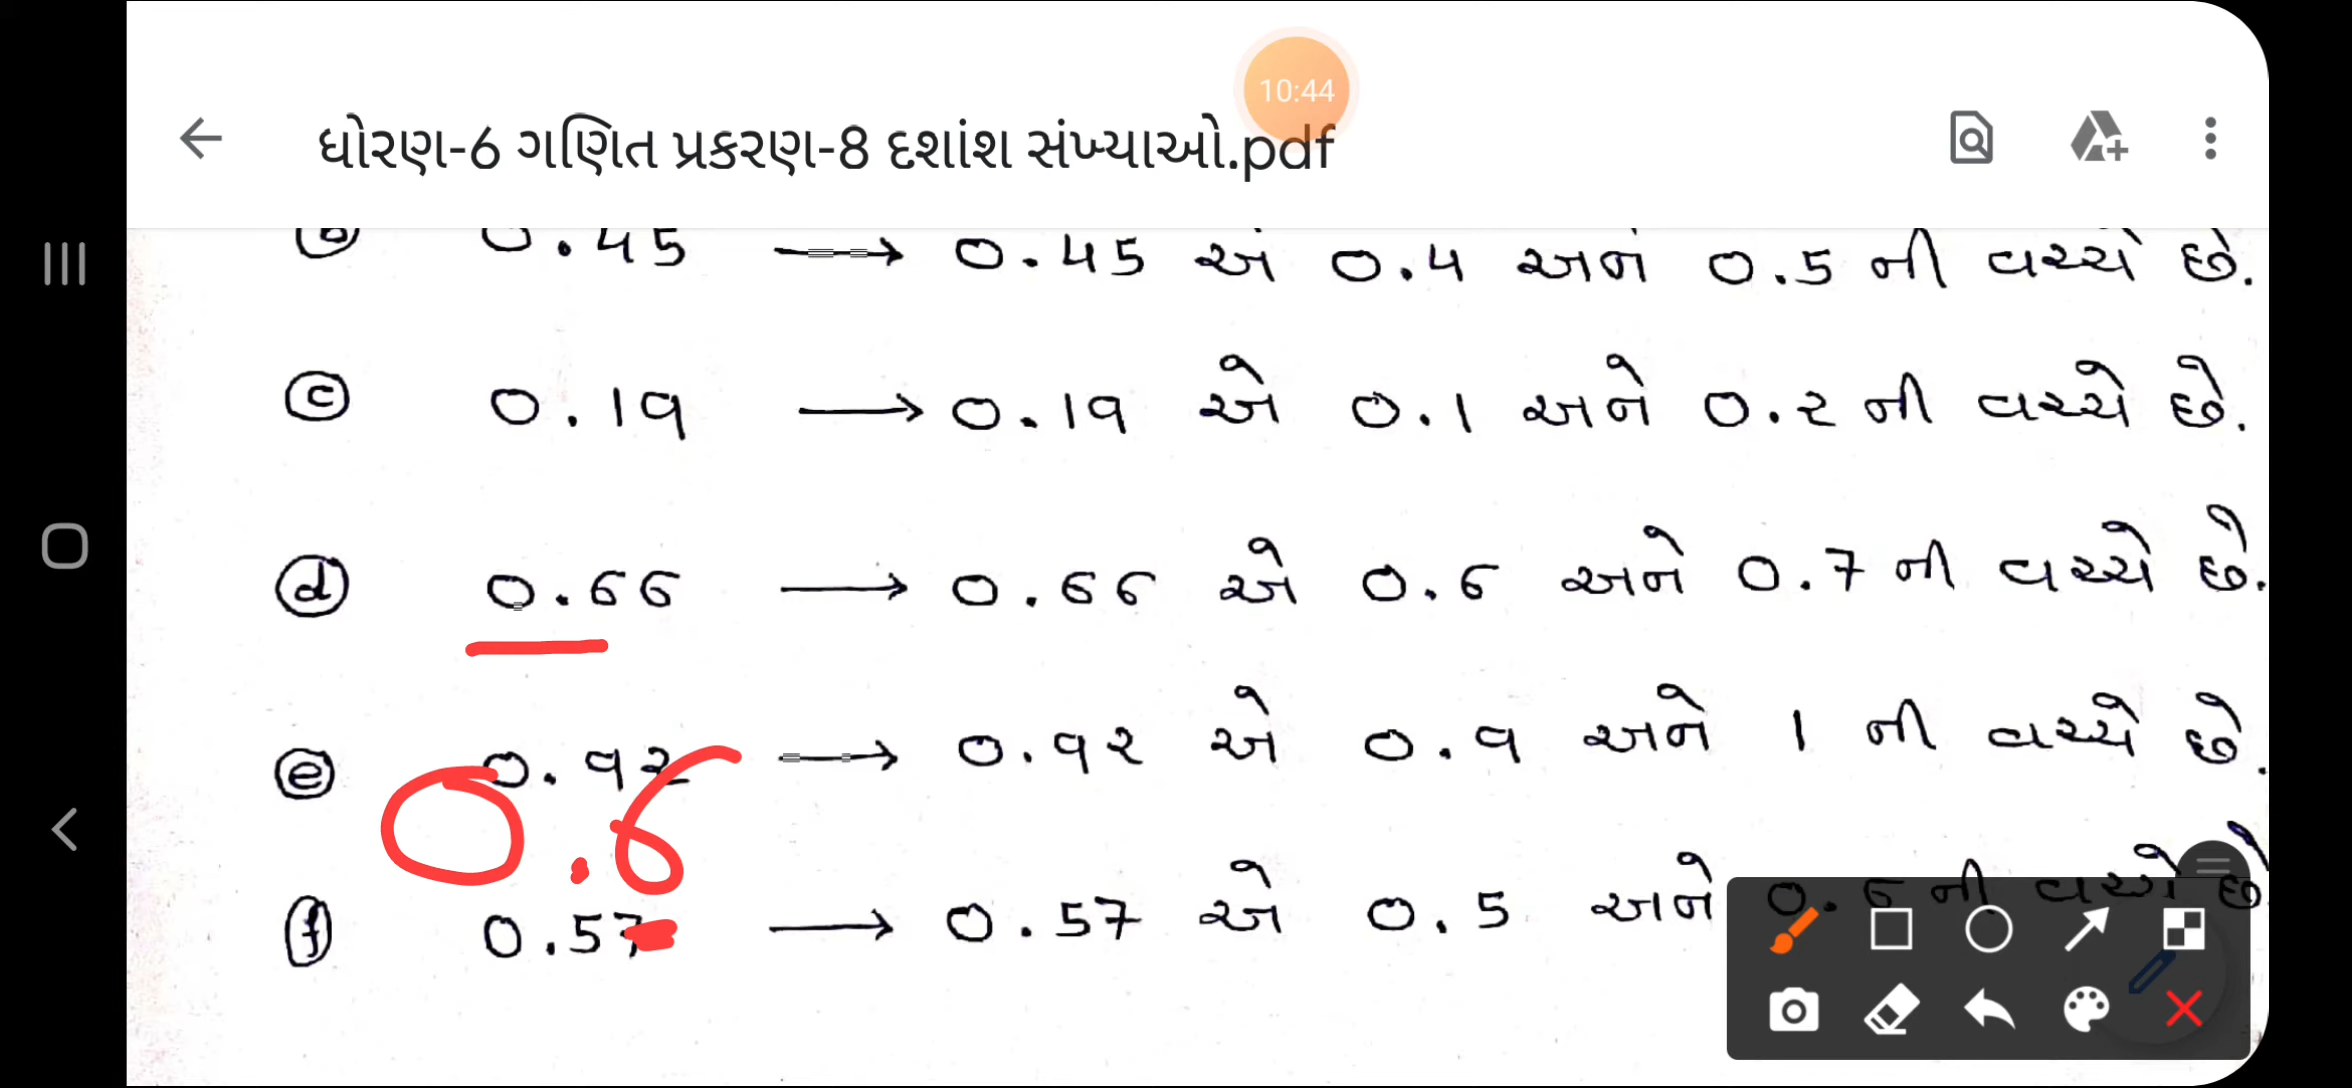 10:44
ધોરણ-6 ગણિત પ્રકરણ-8 દશાંશ સંખ્યાઓ.pdf
ⓑ 0.45 → 0.45 એ 0.4 અને 0.5 ની વચ્ચે છે.
ⓒ 0.19 → 0.19 એ 0.1 અને 0.2 ની વચ્ચે છે.
ⓓ 0.66 → 0.66 એ 0.6 અને 0.7 ની વચ્ચે છે.
ⓔ 0.92 → 0.92 એ 0.9 અને 1 ની વચ્ચે છે.
0.6
ⓕ 0.57 → 0.57 એ 0.5 અને 0.6 ની વચ્ચે છે